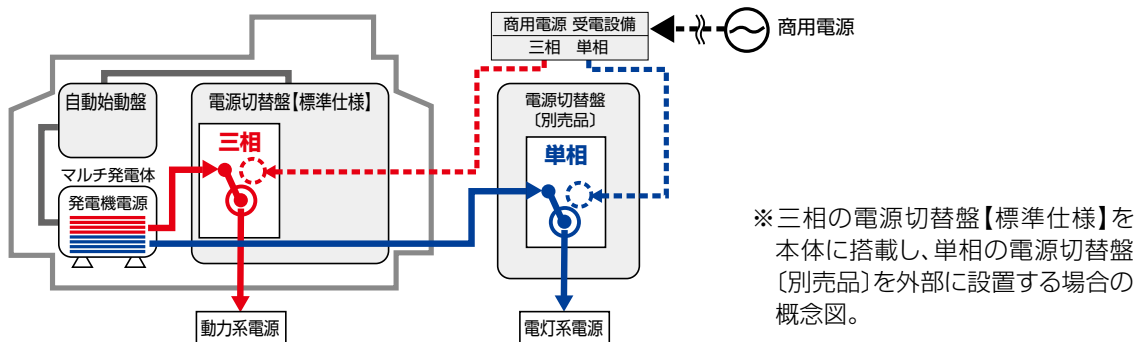 商用電源 受電設備
三相 単相
商用電源
自動始動盤
電源切替盤【標準仕様】
三相
電源切替盤
〔別売品〕
単相
マルチ発電体
発電機電源
動力系電源
電灯系電源
※三相の電源切替盤【標準仕様】を
本体に搭載し、単相の電源切替盤
〔別売品〕を外部に設置する場合の
概念図。